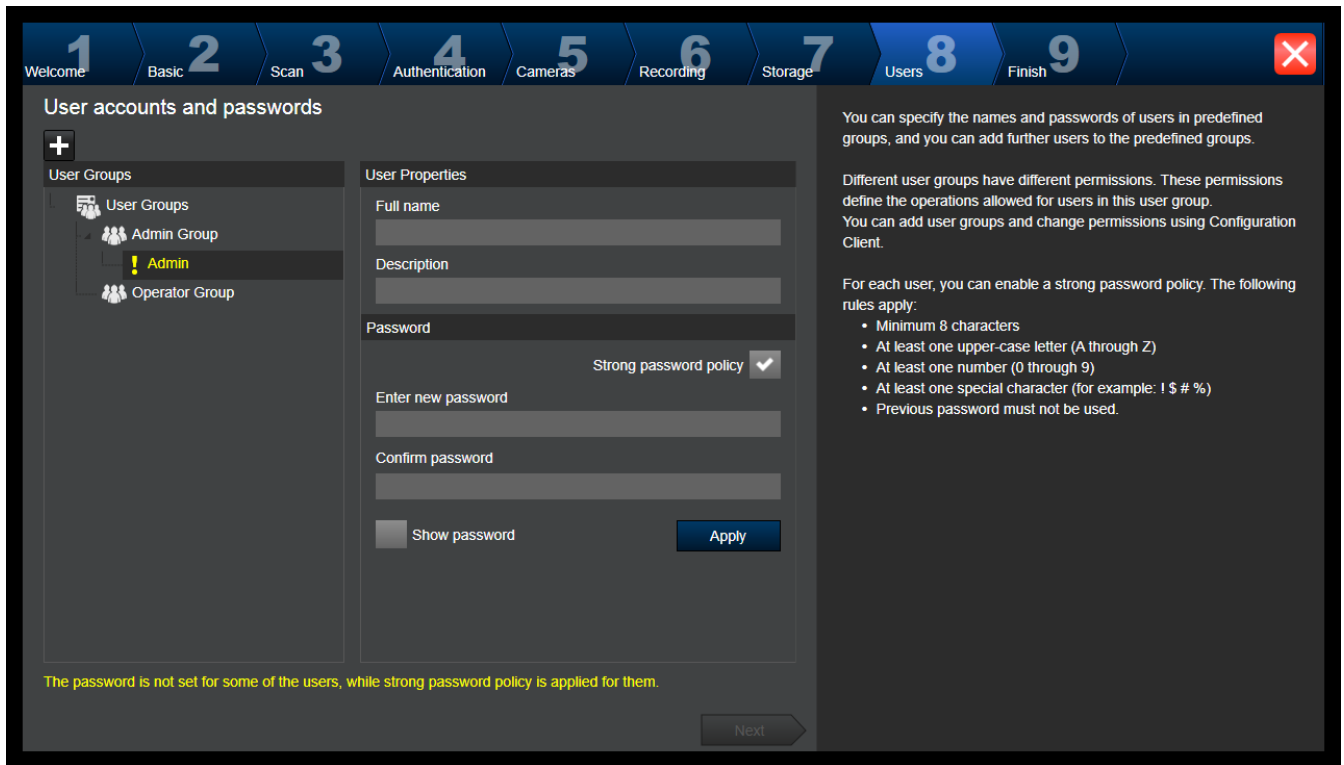 1 Welcome
2 Basic
3 Scan
4 Authentication
5 Cameras
6 Recording
7 Storage
8 Users
9 Finish
User accounts and passwords
User Groups
User Groups
Admin Group
Admin
Operator Group
User Properties
Full name
Description
Password
Strong password policy
Enter new password
Confirm password
Show password
Apply
The password is not set for some of the users, while strong password policy is applied for them.
Next
You can specify the names and passwords of users in predefined
groups, and you can add further users to the predefined groups.
Different user groups have different permissions. These permissions
define the operations allowed for users in this user group.
You can add user groups and change permissions using Configuration
Client.
For each user, you can enable a strong password policy. The following
rules apply:
• Minimum 8 characters
• At least one upper-case letter (A through Z)
• At least one number (0 through 9)
• At least one special character (for example: ! $ # %)
• Previous password must not be used.